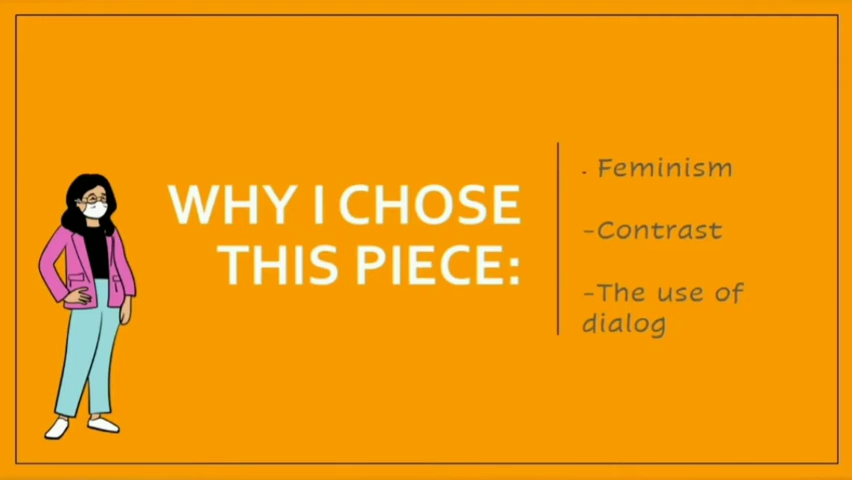 WHY I CHOSE
THIS PIECE:
- Feminism
-Contrast
-The use of
dialog